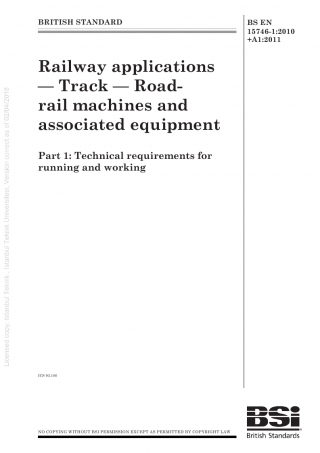 BRITISH STANDARD
BS EN
15746-1:2010
+A1:2011
Railway applications
— Track — Road-
rail machines and
associated equipment
Part 1: Technical requirements for
running and working
Licensed copy: Istanbul Teknik, Istanbul Teknik Universitesi, Version correct as of 02/04/2018
ICS 93.100
NO COPYING WITHOUT BSI PERMISSION EXCEPT AS PERMITTED BY COPYRIGHT LAW
BSi
British Standards